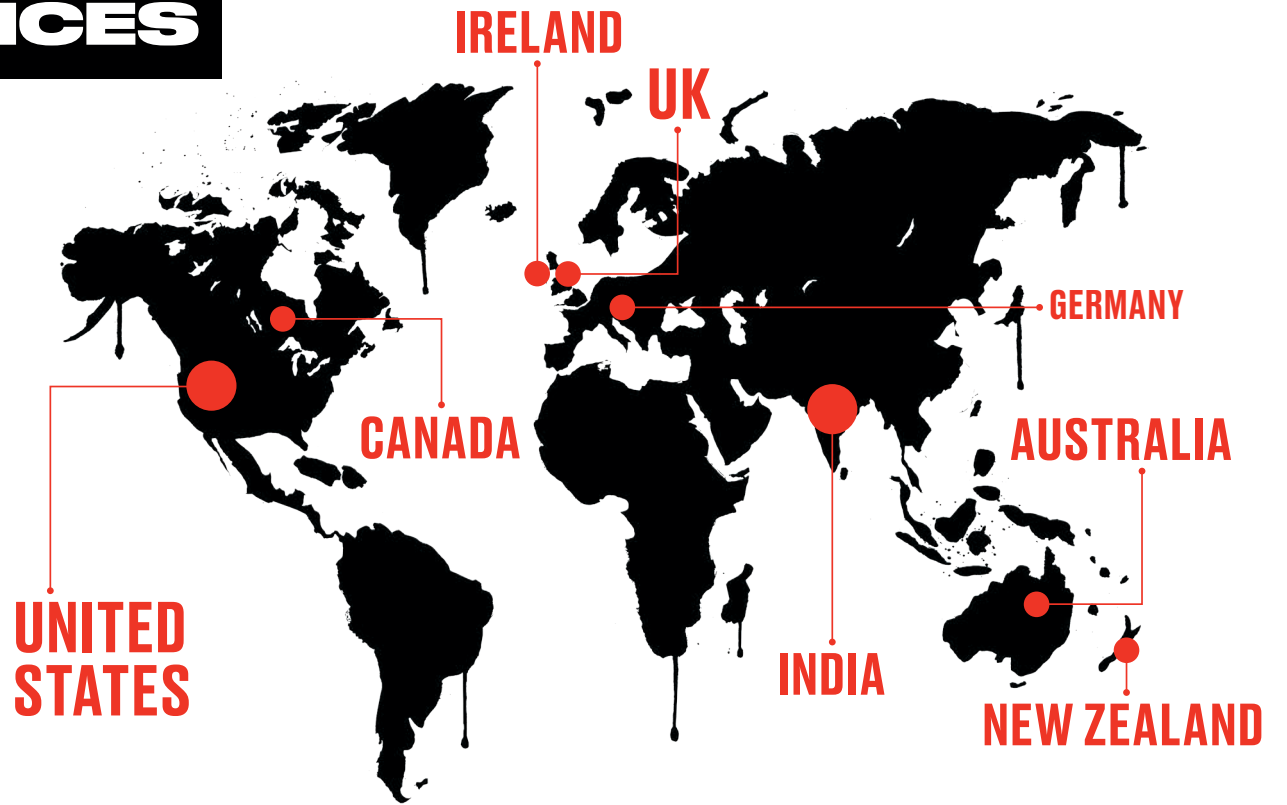 ICES
IRELAND
UK
GERMANY
CANADA
AUSTRALIA
UNITED
STATES
INDIA
NEW ZEALAND